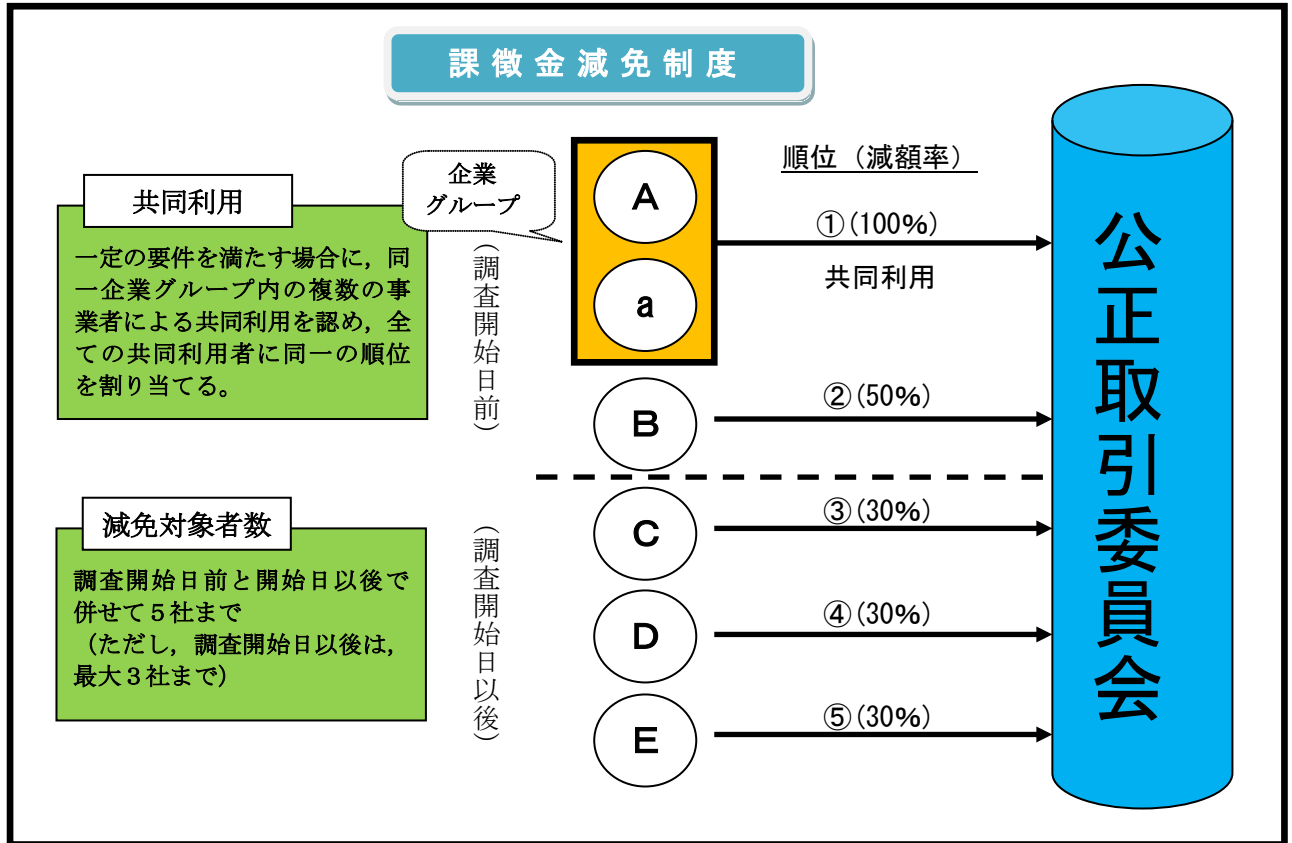 課徴金減免制度
共同利用
一定の要件を満たす場合に，同
一企業グループ内の複数の事
業者による共同利用を認め，全
ての共同利用者に同一の順位
を割り当てる。
企業
グループ
（調査開始日前）
A
a
B
順位（減額率）
①(100%)
共同利用
②(50%)
減免対象者数
調査開始日前と開始日以後で
併せて５社まで
（ただし，調査開始日以後は，
最大３社まで）
（調査開始日以後）
C
D
E
③(30%)
④(30%)
⑤(30%)
公正取引委員会